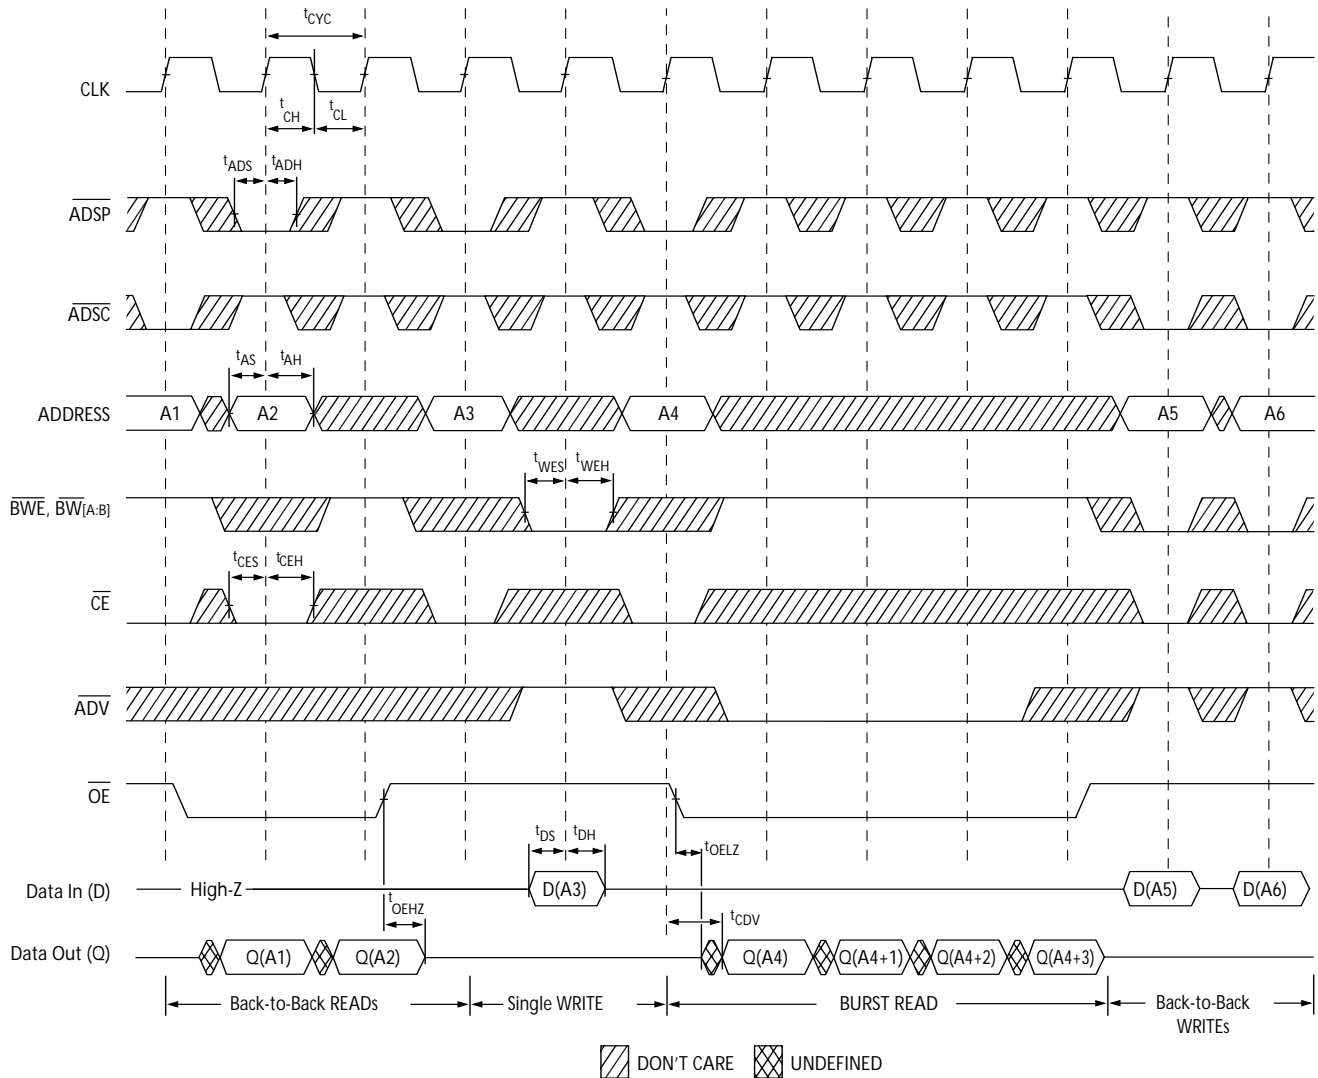 tCYC
CLK
tCH
tCL
tADS
tADH
ADSP
ADSC
tAS
tAH
ADDRESS
A1
A2
A3
A4
A5
A6
tWES
tWEH
BWE, BW[A:B]
tCES
tCEH
CE
ADV
OE
tDS
tDH
tOELZ
Data In (D)
High-Z
D(A3)
D(A5)
D(A6)
tOEHZ
tCDV
Data Out (Q)
Q(A1)
Q(A2)
Q(A4)
Q(A4+1)
Q(A4+2)
Q(A4+3)
Back-to-Back READs
Single WRITE
BURST READ
Back-to-Back
WRITEs
DON'T CARE
UNDEFINED